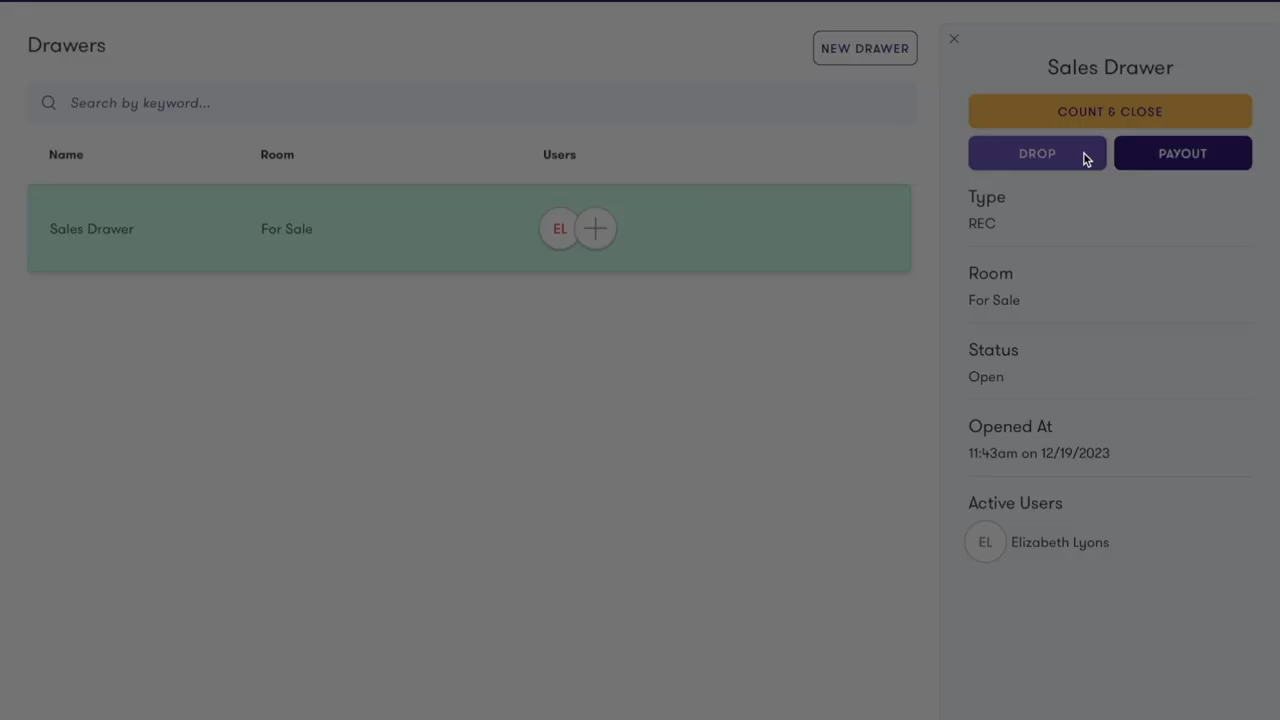 Drawers
NEW DRAWER
Search by keyword...
Name Room Users
Sales Drawer For Sale EL
Sales Drawer
COUNT & CLOSE
DROP PAYOUT
Type
REC
Room
For Sale
Status
Open
Opened At
11:43am on 12/19/2023
Active Users
EL Elizabeth Lyons